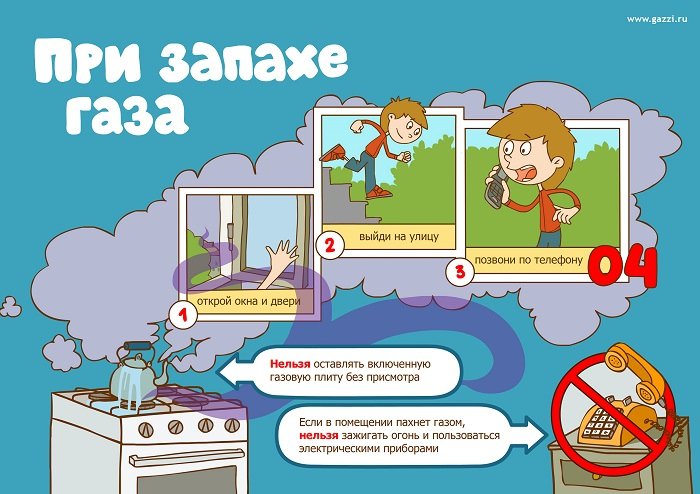 www.gazzi.ru
При запахе
газа
1
открой окна и двери
2
выйди на улицу
3
позвони по телефону
04
Нельзя оставлять включенную
газовую плиту без присмотра
Если в помещении пахнет газом,
нельзя зажигать огонь и пользоваться
электрическими приборами